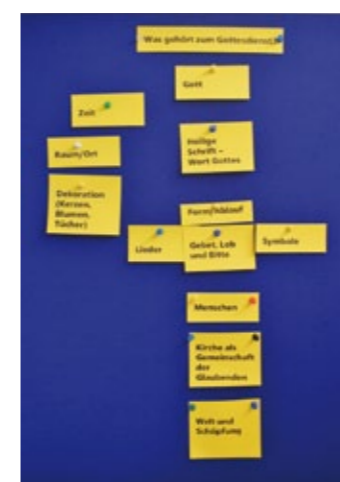 Was gehört zum Gottesdienst?
Gott
Zeit
Heilige
Schrift –
Wort Gottes
Raum/Ort
Dekoration
(Kerzen,
Blumen,
Tücher)
Form/Ablauf
Lieder
Gebet, Lob
und Bitte
Symbole
Menschen
Kirche als
Gemeinschaft
der
Glaubenden
Welt und
Schöpfung